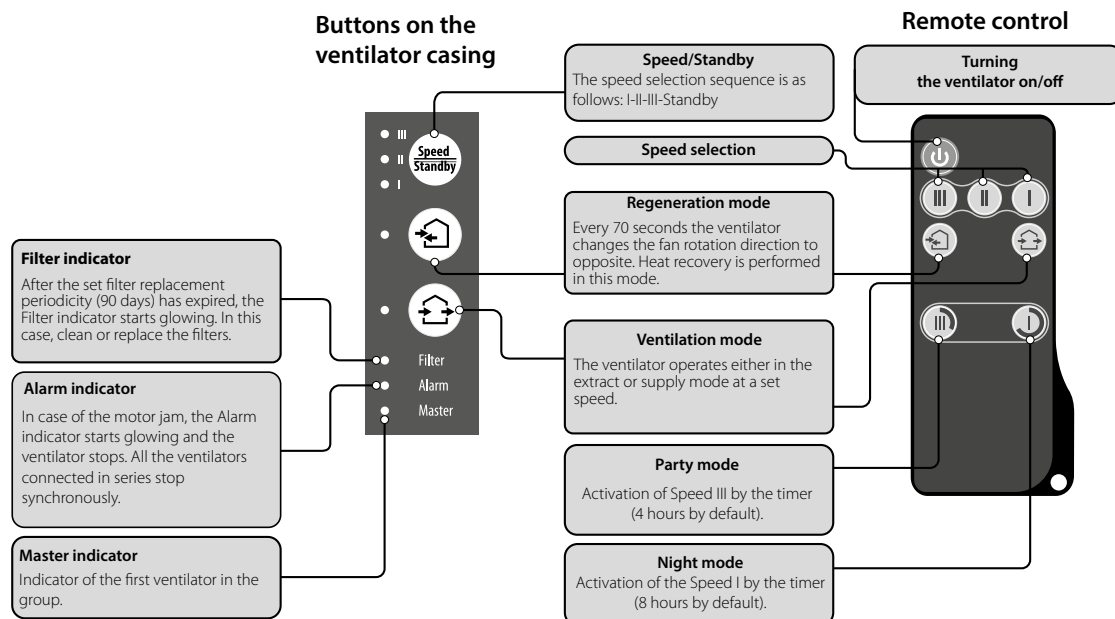 Buttons on the
ventilator casing
Remote control
Speed/Standby
The speed selection sequence is as
follows: I-II-III-Standby
Turning
the ventilator on/off
III
II
I
Speed
Standby
Speed selection
III
II
I
Regeneration mode
Every 70 seconds the ventilator
changes the fan rotation direction to
opposite. Heat recovery is performed
in this mode.
Filter indicator
After the set filter replacement
periodicity (90 days) has expired, the
Filter indicator starts glowing. In this
case, clean or replace the filters.
Ventilation mode
The ventilator operates either in the
extract or supply mode at a set
speed.
III
I
Filter
Alarm
Master
Alarm indicator
In case of the motor jam, the Alarm
indicator starts glowing and the
ventilator stops. All the ventilators
connected in series stop
synchronously.
Party mode
Activation of Speed III by the timer
(4 hours by default).
Master indicator
Indicator of the first ventilator in the
group.
Night mode
Activation of the Speed I by the timer
(8 hours by default).